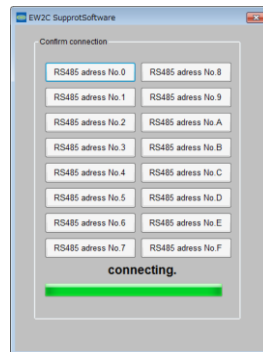 EW2C SupprotSoftware
Confirm connection
RS485 adress No.0 RS485 adress No.8
RS485 adress No.1 RS485 adress No.9
RS485 adress No.2 RS485 adress No.A
RS485 adress No.3 RS485 adress No.B
RS485 adress No.4 RS485 adress No.C
RS485 adress No.5 RS485 adress No.D
RS485 adress No.6 RS485 adress No.E
RS485 adress No.7 RS485 adress No.F
connecting.